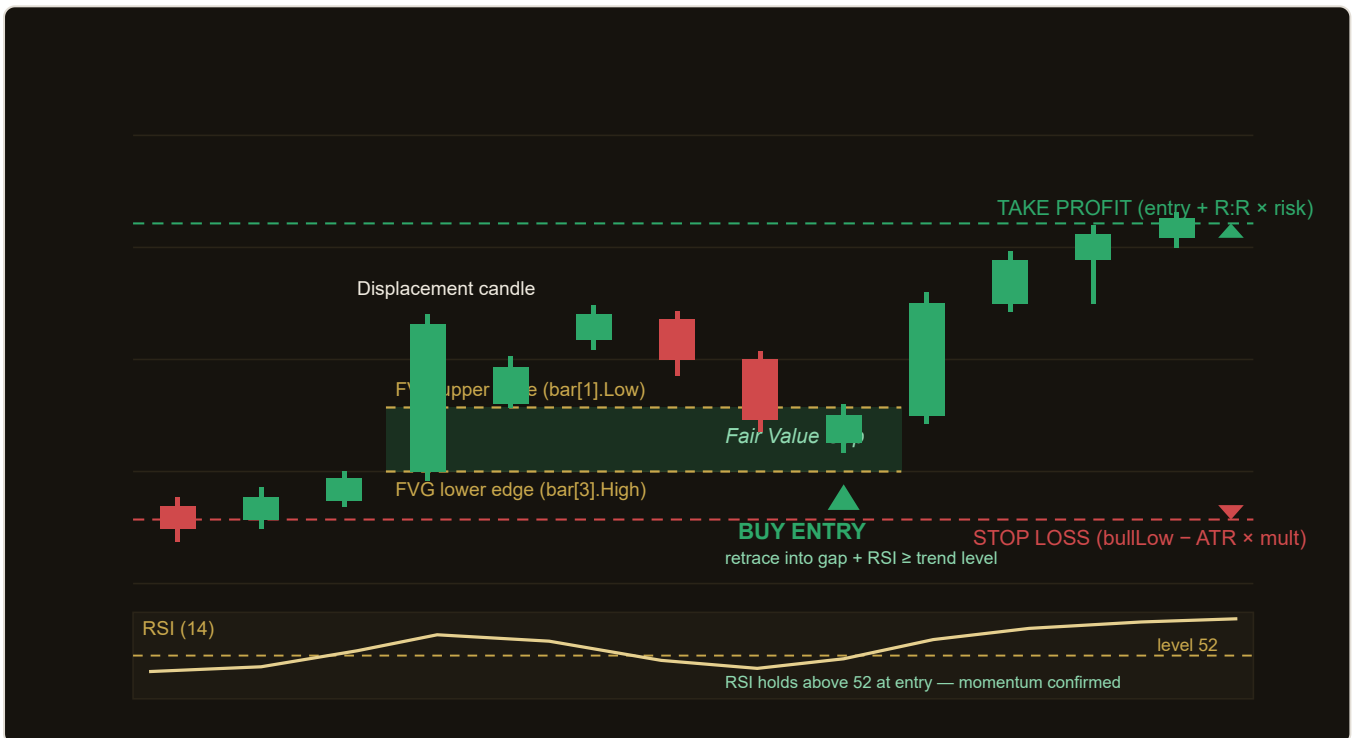 TAKE PROFIT (entry + R:R × risk)
Displacement candle
upper (bar[1].Low)
Fair Value
FVG lower edge (bar[3].High)
BUY ENTRY
STOP LOSS (bullLow − ATR × mult)
retrace into gap + RSI ≥ trend level
RSI (14)
level 52
RSI holds above 52 at entry — momentum confirmed